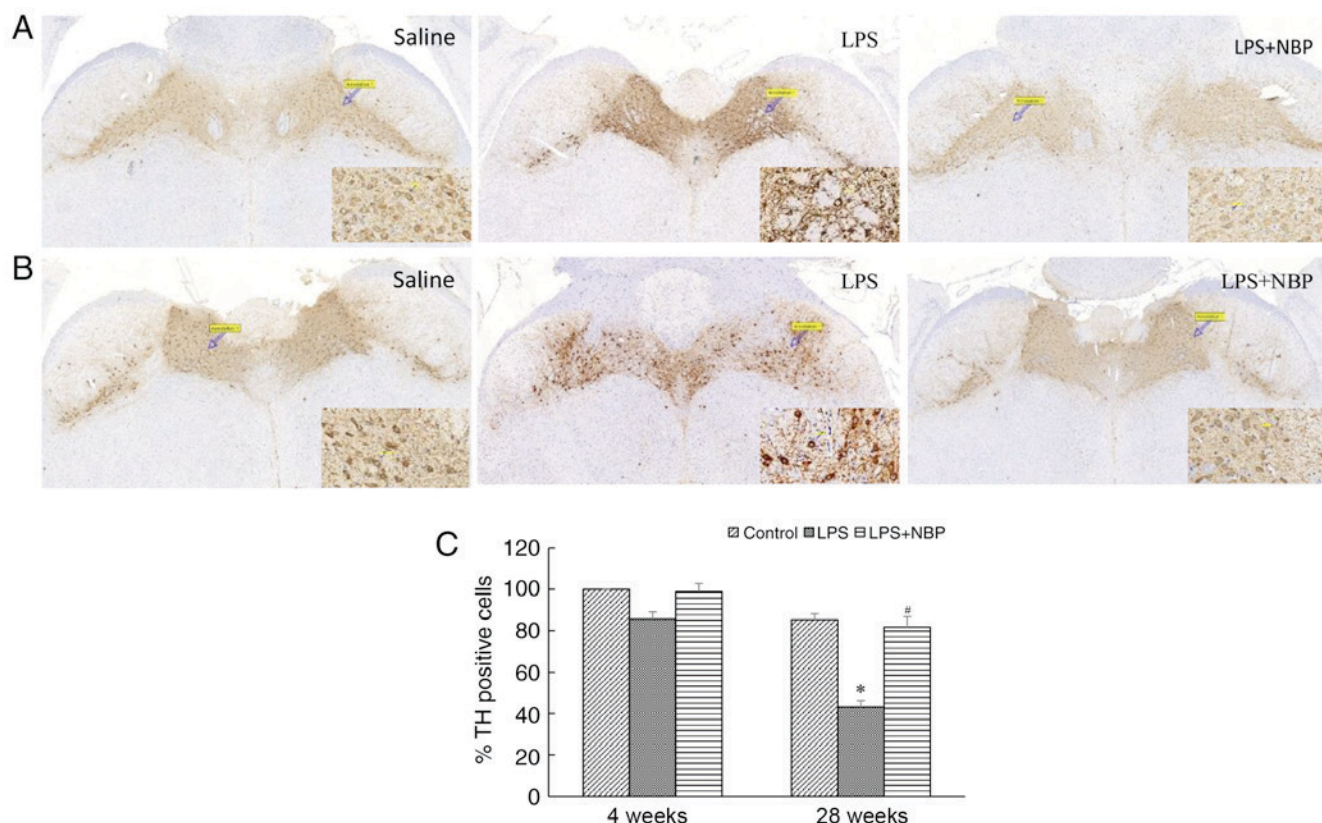 A
Saline
LPS
LPS+NBP
B
Saline
LPS
LPS+NBP
C
Control LPS LPS+NBP
% TH positive cells
120
100
80
60
40
20
0
#
*
4 weeks
28 weeks